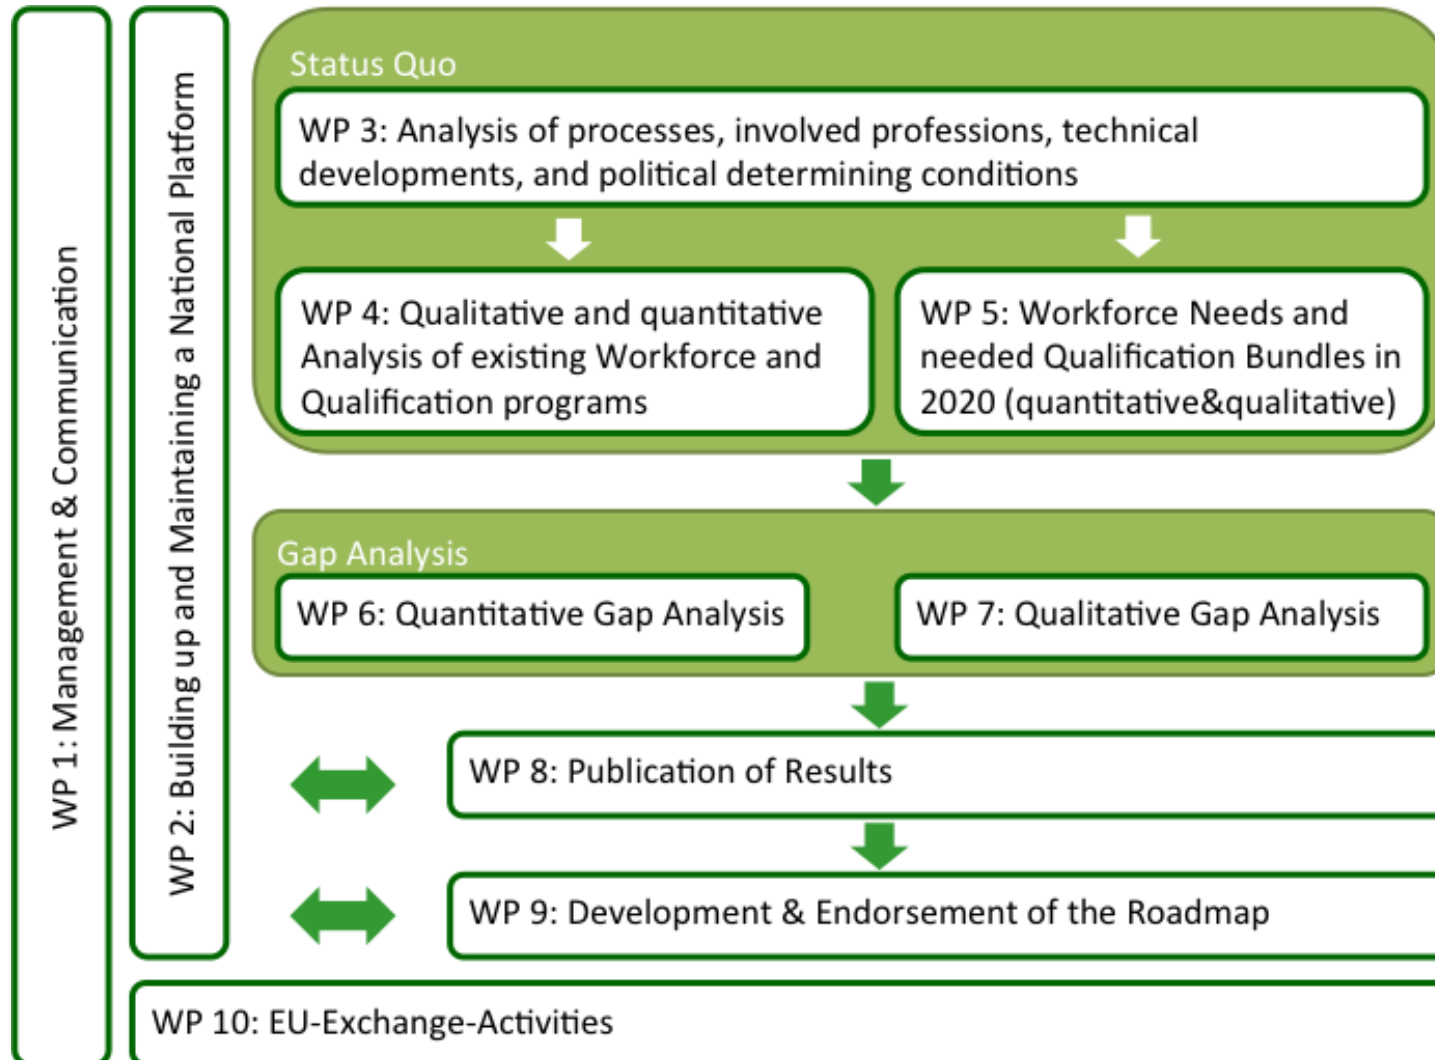 WP 1: Management & Communication
WP 2: Building up and Maintaining a National Platform
Status Quo
WP 3: Analysis of processes, involved professions, technical
developments, and political determining conditions
WP 4: Qualitative and quantitative
Analysis of existing Workforce and
Qualification programs
WP 5: Workforce Needs and
needed Qualification Bundles in
2020 (quantitative&qualitative)
Gap Analysis
WP 6: Quantitative Gap Analysis
WP 7: Qualitative Gap Analysis
WP 8: Publication of Results
WP 9: Development & Endorsement of the Roadmap
WP 10: EU-Exchange-Activities